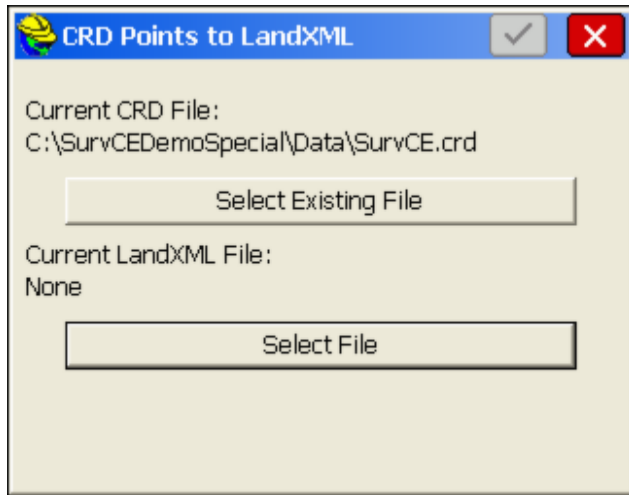 CRD Points to LandXML
Current CRD File:
C:\SurvCEDemoSpecial\Data\SurvCE.crd
Select Existing File
Current LandXML File:
None
Select File